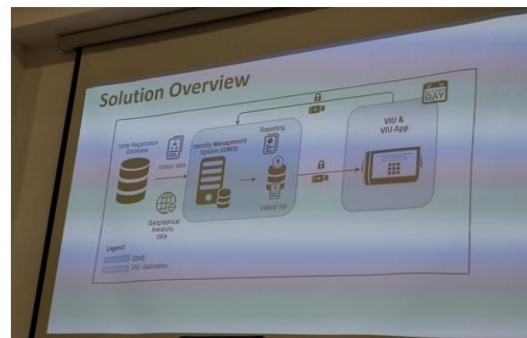 Solution Overview
DAY
Voter Registration
Database
Voters' data
Identity Management
System (IDMS)
Reporting
VIU &
VIU App
Geographical
hierarchy
data
Voters' list
Legend:
IDMS
VIU Application